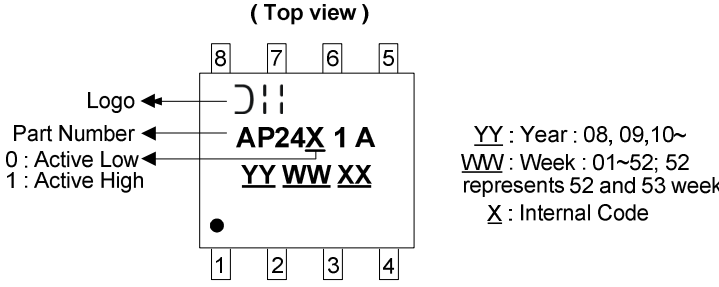 ( Top view )
8 7 6 5
Logo
Part Number
AP24X 1 A
0 : Active Low
1 : Active High
YY WW XX
YY : Year : 08, 09,10~
WW : Week : 01~52; 52
represents 52 and 53 week
X : Internal Code
1 2 3 4